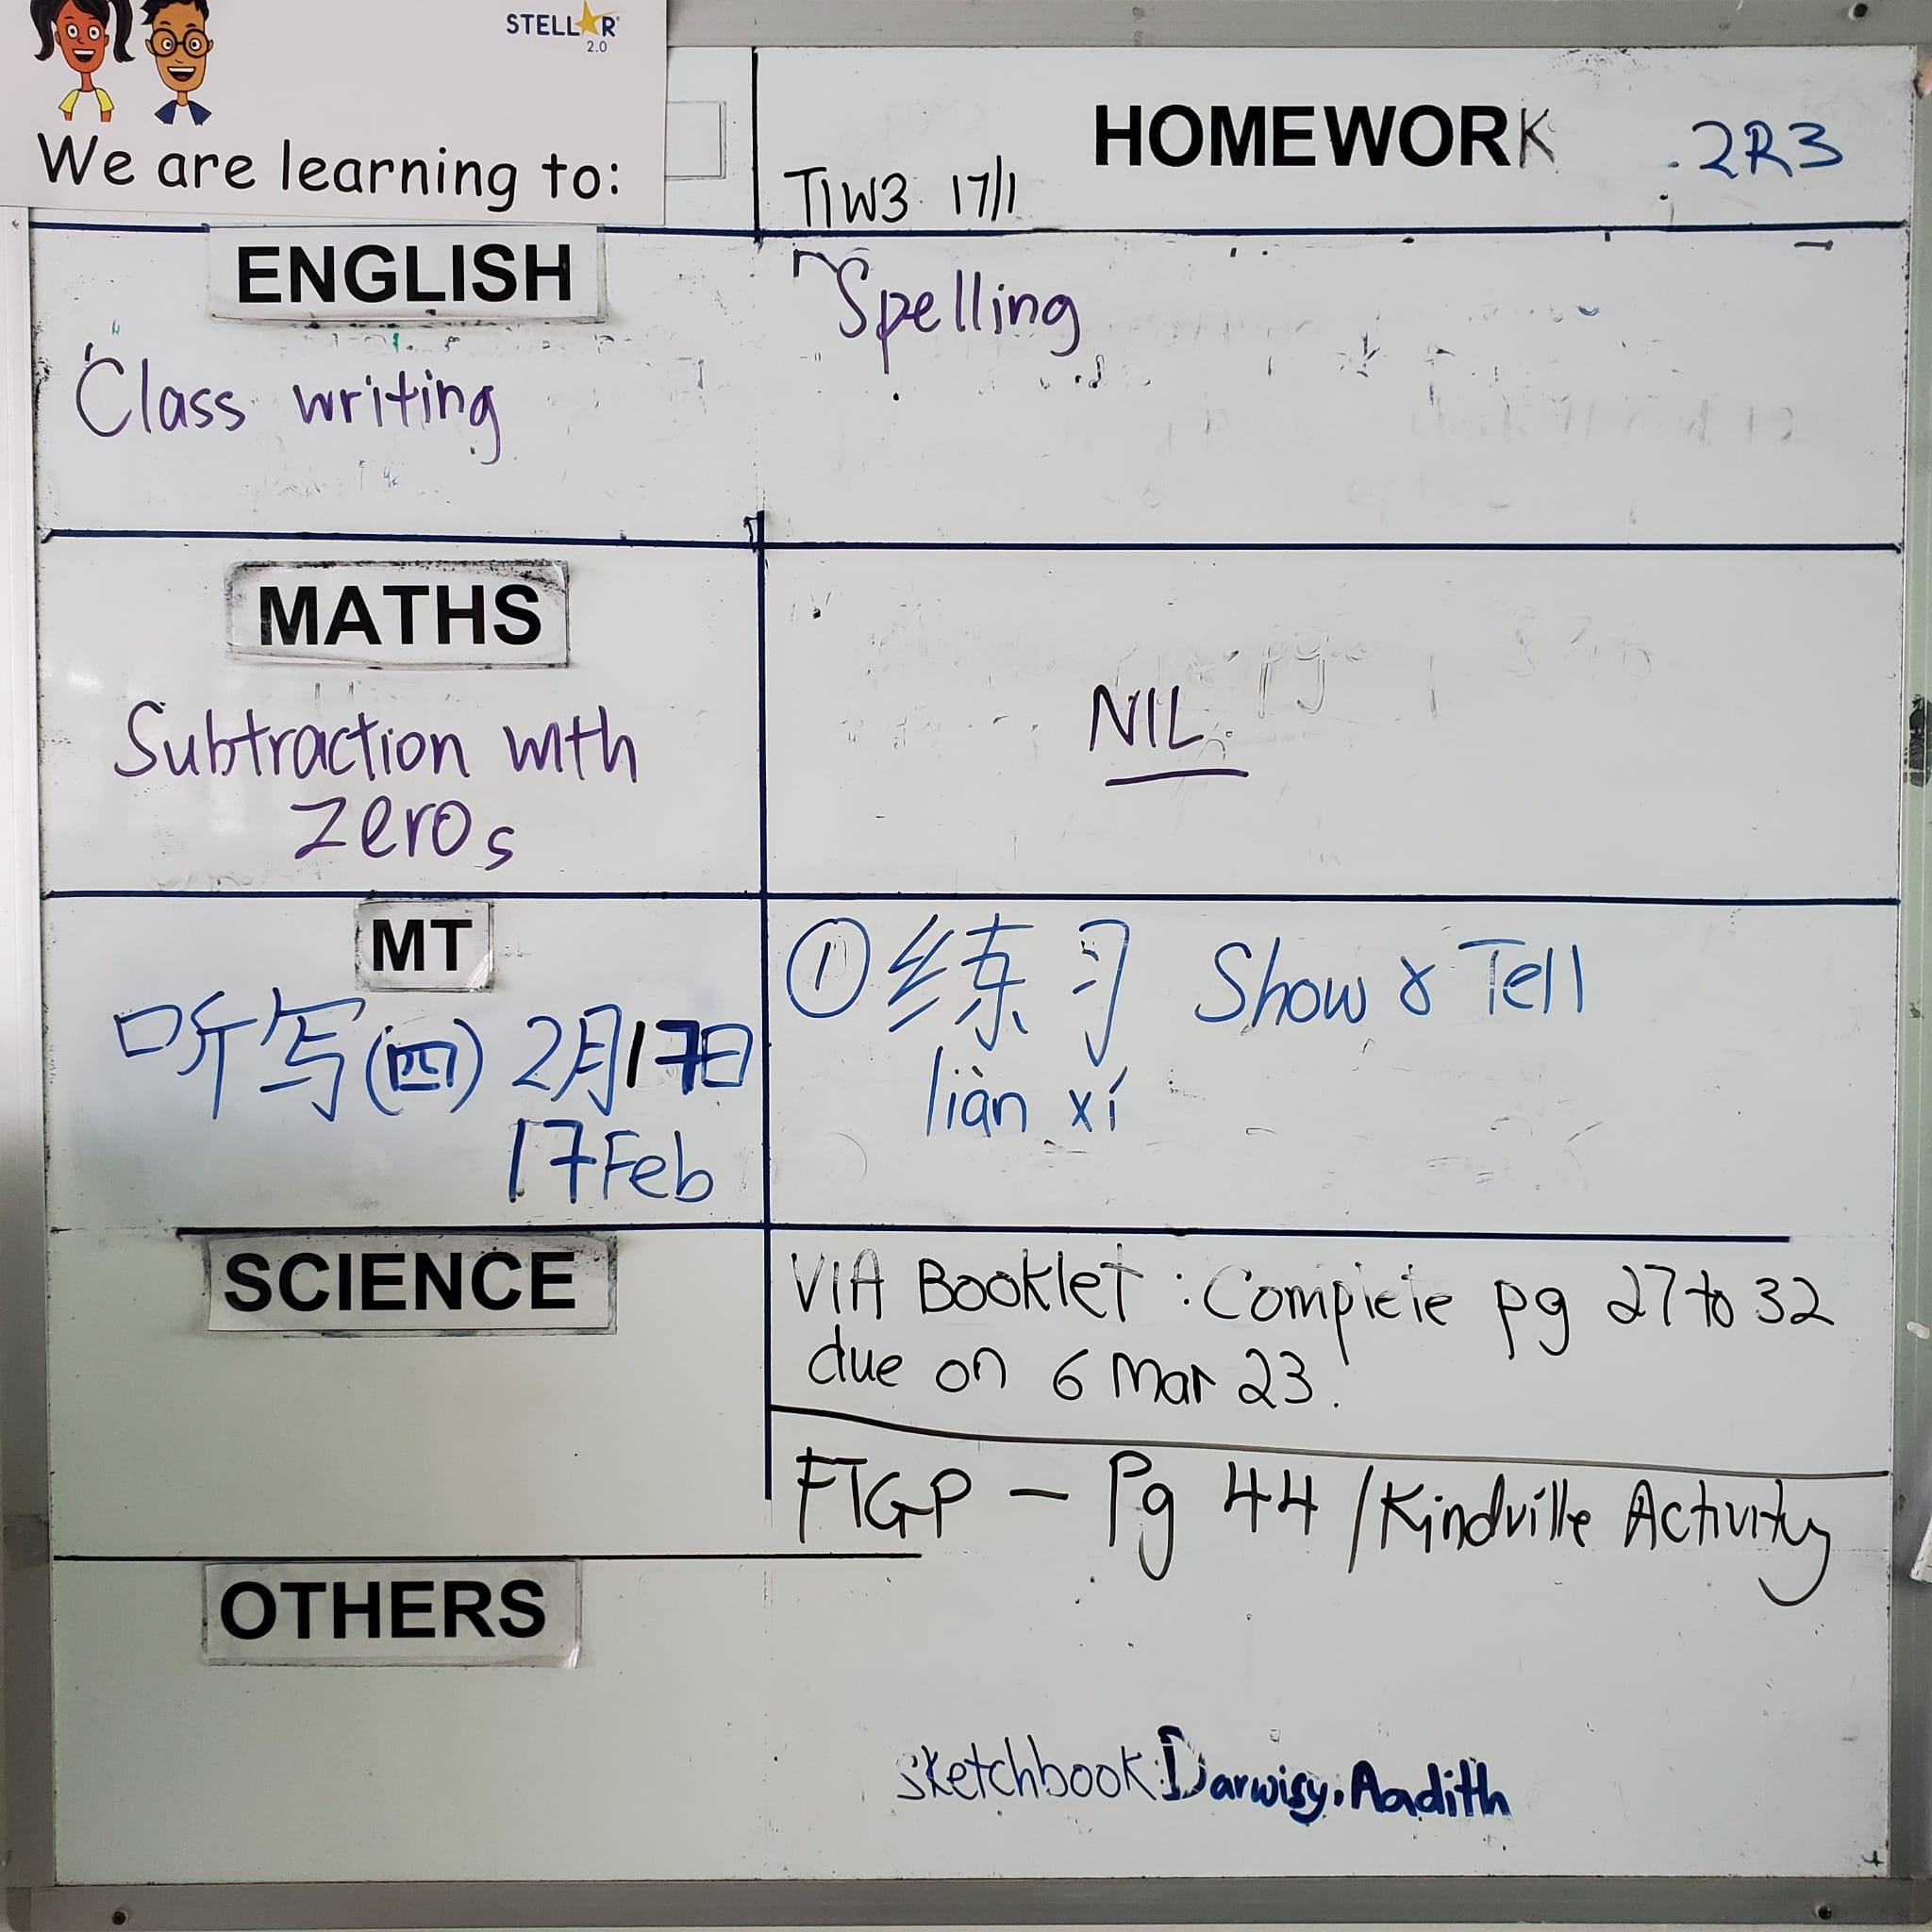 STELLAR
2.0
We are learning to:
HOMEWORK 2R3
T1W3 17/1
ENGLISH
Class writing
Spelling
MATHS
Subtraction with
zeros
NIL
MT
听写(四) 2月17日
17 Feb
① 练习 Show & Tell
liàn xí
SCIENCE
VIA Booklet : Complete pg 27 to 32
due on 6 Mar 23.
FTGP — Pg 44 / Kindville Activity
OTHERS
sketchbook: Darwisy, Aadith